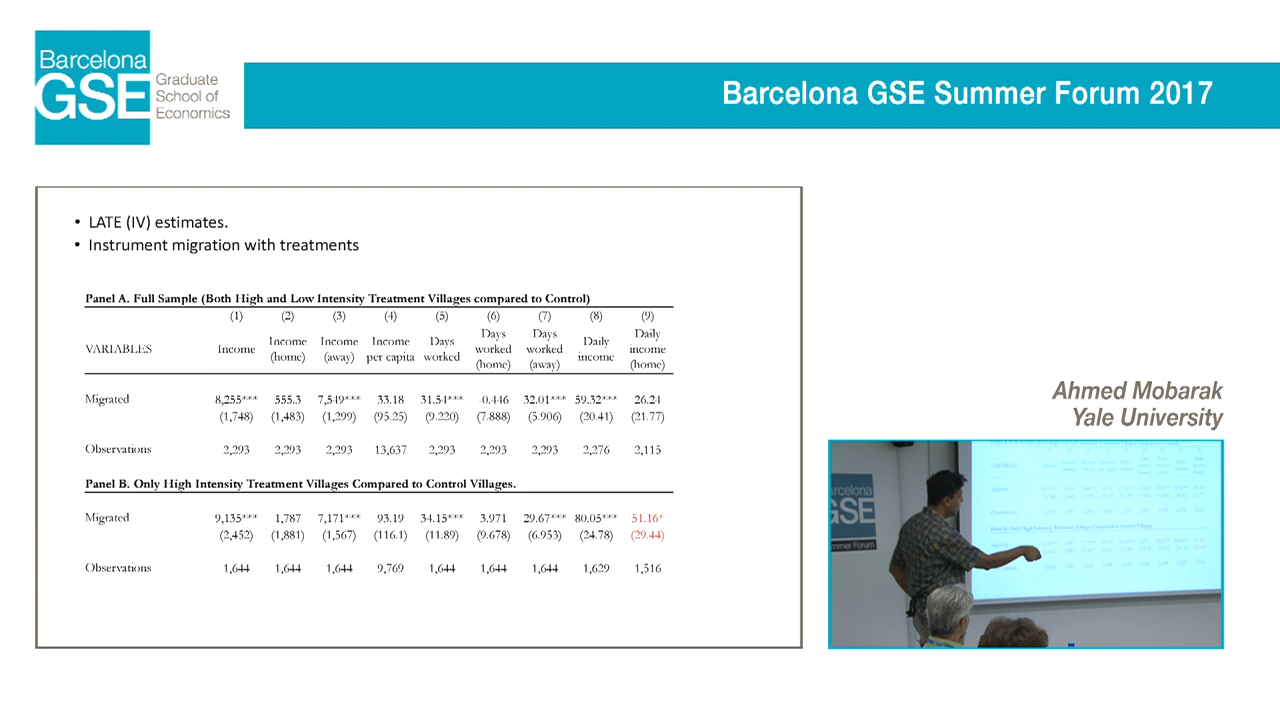 Barcelona
GSE
Graduate
School of
Economics
Barcelona GSE Summer Forum 2017
• LATE (IV) estimates.
• Instrument migration with treatments
Panel A. Full Sample (Both High and Low Intensity Treatment Villages compared to Control)
(1) (2) (3) (4) (5) (6) (7) (8) (9)
VARIABLES Income Income (home) Income (away) Income per capita Days worked Days worked (home) Days worked (away) Daily income Daily income (home)
Migrated 8,255*** 555.3 7,549*** 33.18 31.54*** -0.446 32.01*** 59.32*** 26.24
(1,748) (1,483) (1,299) (95.25) (9.220) (7.888) (5.906) (20.41) (21.77)
Observations 2,293 2,293 2,293 13,637 2,293 2,293 2,293 2,276 2,115
Panel B. Only High Intensity Treatment Villages Compared to Control Villages.
Migrated 9,135*** 1,787 7,171*** 93.19 34.15*** 3.971 29.67*** 80.05*** 51.16*
(2,452) (1,881) (1,567) (116.1) (11.89) (9.678) (6.953) (24.78) (29.44)
Observations 1,644 1,644 1,644 9,769 1,644 1,644 1,644 1,629 1,516
Ahmed Mobarak
Yale University
Barcelona
GSE
mmer Forum